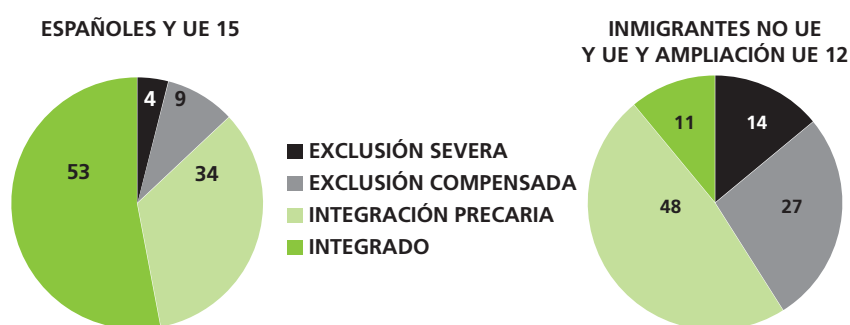 ESPAÑOLES Y UE 15
4
9
34
53
EXCLUSIÓN SEVERA
EXCLUSIÓN COMPENSADA
INTEGRACIÓN PRECARIA
INTEGRADO
INMIGRANTES NO UE
Y UE Y AMPLIACIÓN UE 12
11
14
48
27